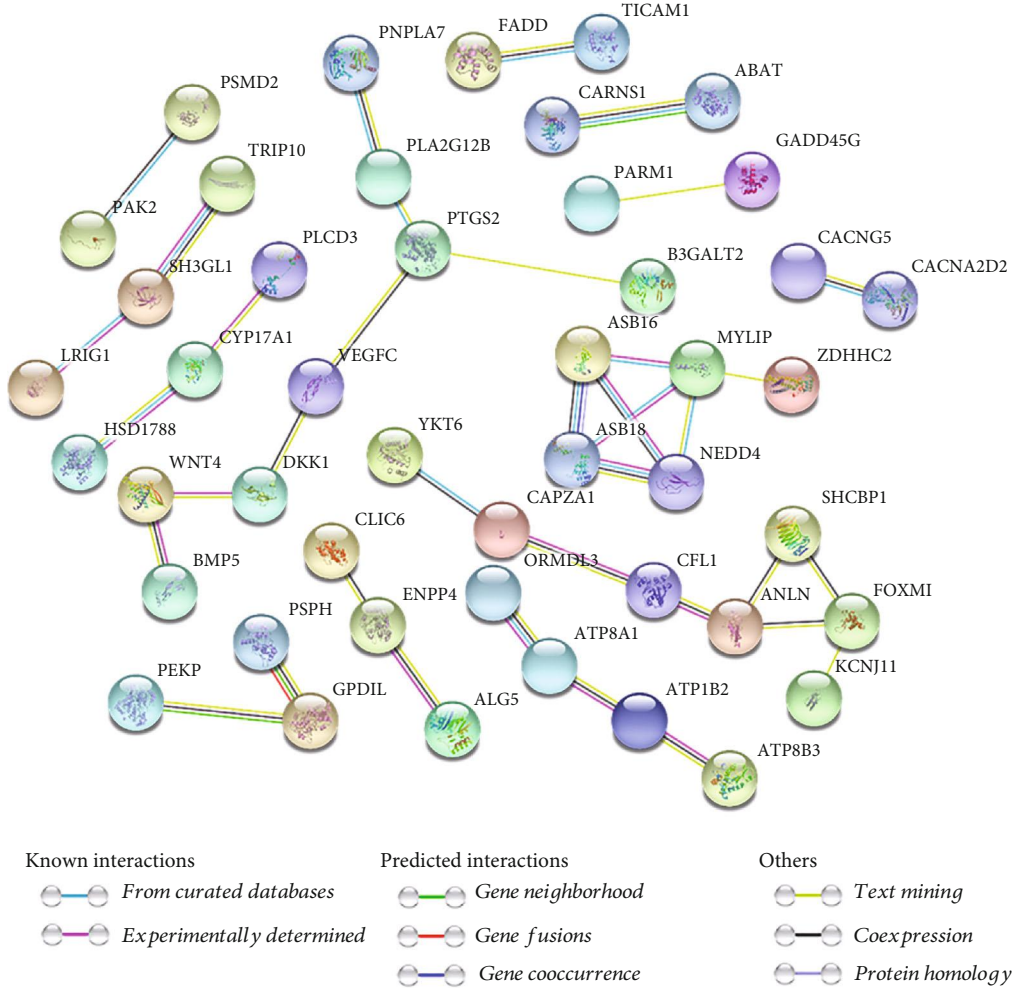 TICAM1
FADD
PNPLA7
ABAT
PSMD2
CARNS1
PLA2G12B
GADD45G
TRIP10
PARM1
PAK2
PTGS2
PLCD3
CACNG5
B3GALT2
SH3GL1
CACNA2D2
ASB16
CYP17A1
MYLIP
LRIG1
VEGFC
ZDHHC2
YKT6
HSD1788
ASB18
NEDD4
WNT4
DKK1
CAPZA1
SHCBP1
CLIC6
BMP5
ORMDL3
CFL1
ANLN
FOXMI
PSPH
ENPP4
ATP8A1
KCNJ11
PEKP
GPDIL
ALG5
ATP1B2
ATP8B3
Known interactions
From curated databases
Experimentally determined
Predicted interactions
Gene neighborhood
Gene fusions
Gene cooccurrence
Others
Text mining
Coexpression
Protein homology